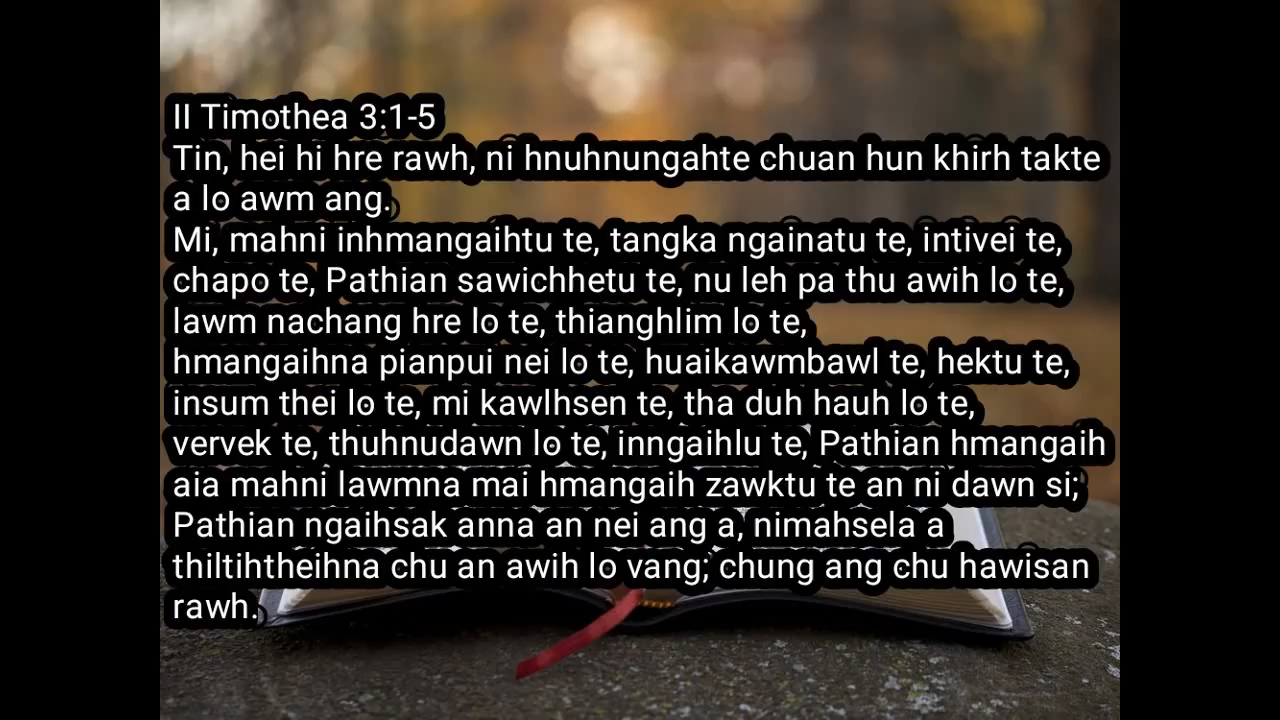 II Timothea 3:1-5
Tin, hei hi hre rawh, ni hnuhnungahte chuan hun khirh takte
a lo awm ang.
Mi, mahni inhmangaihtu te, tangka ngainatu te, intivei te,
chapo te, Pathian sawichhetu te, nu leh pa thu awih lo te,
lawm nachang hre lo te, thianghlim lo te,
hmangaihna pianpui nei lo te, huaikawmbawl te, hektu te,
insum thei lo te, mi kawlhsen te, tha duh hauh lo te,
vervek te, thuhnudawn lo te, inngaihlu te, Pathian hmangaih
aia mahni lawmna mai hmangaih zawktu te an ni dawn si;
Pathian ngaihsak anna an nei ang a, nimahsela a
thiltihtheihna chu an awih lo vang; chung ang chu hawisan
rawh.